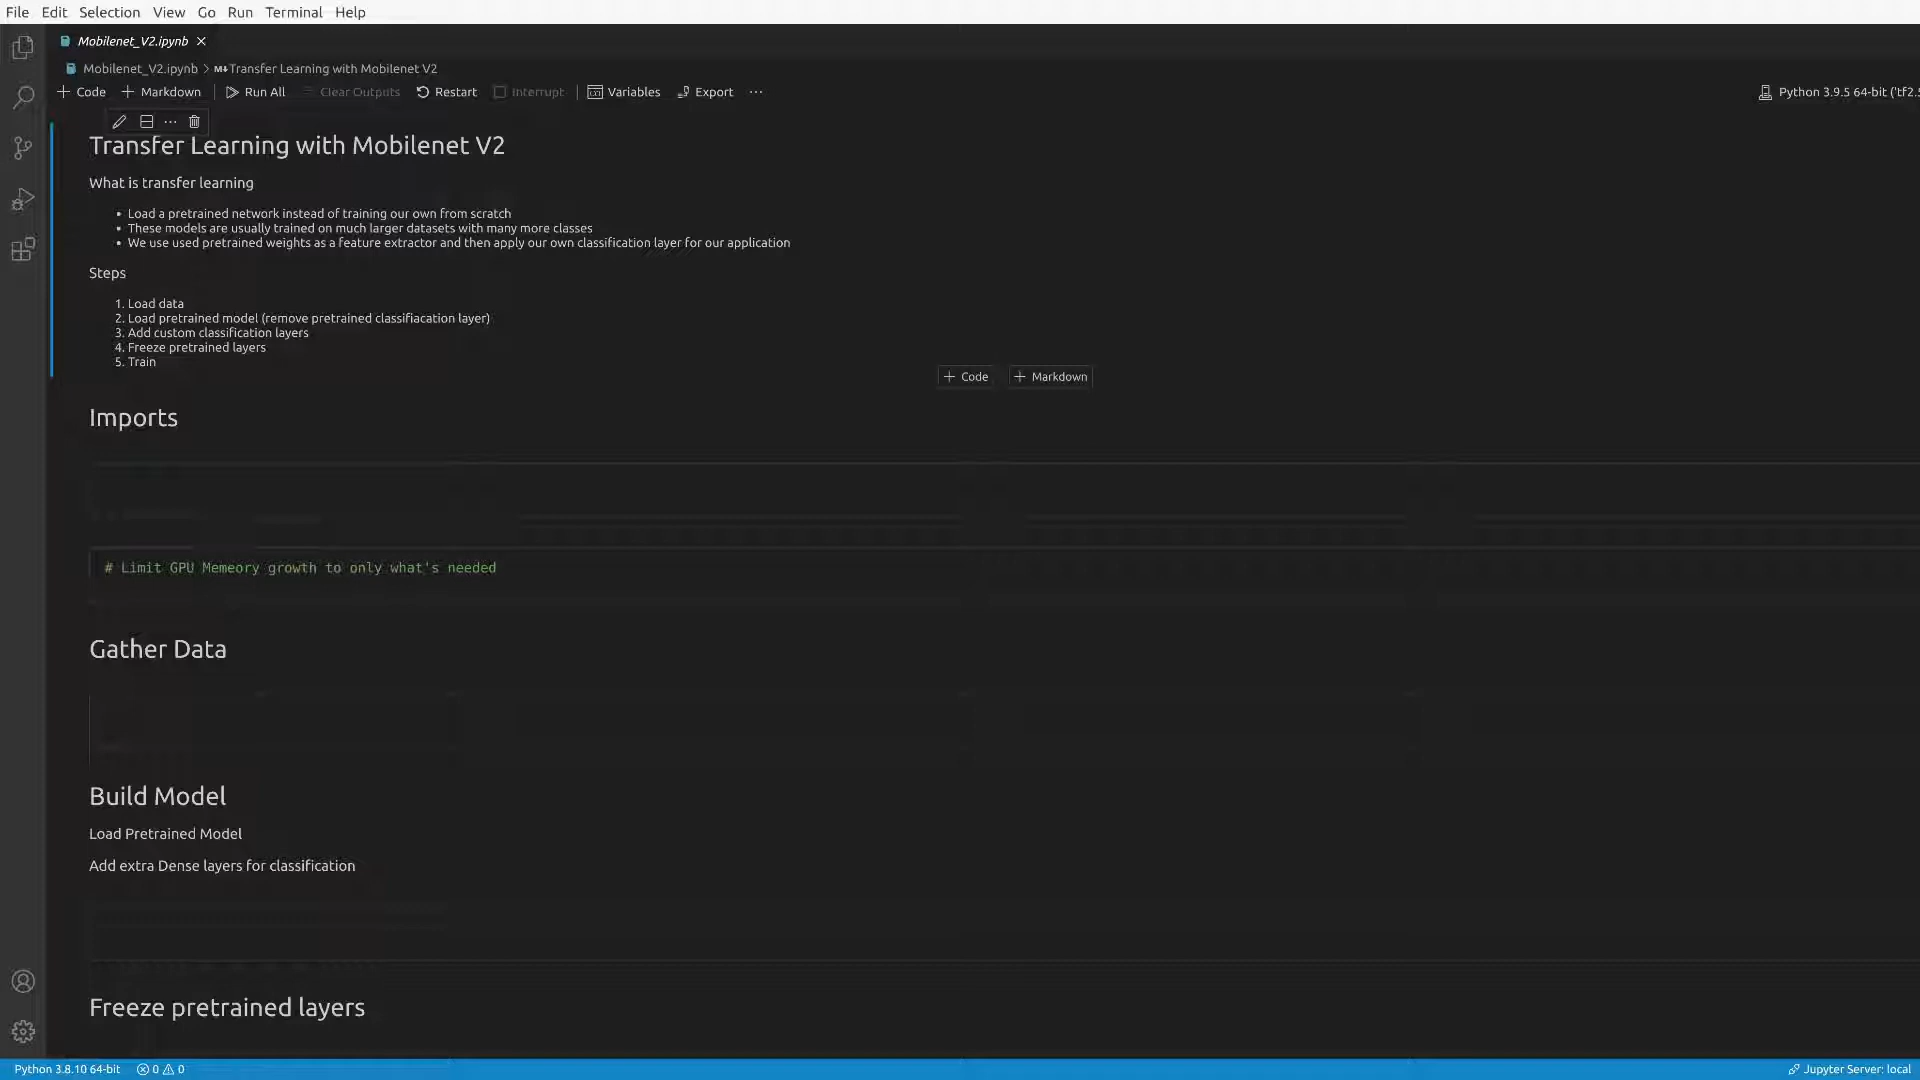 File Edit Selection View Go Run Terminal Help
Mobilenet_V2.ipynb
Mobilenet_V2.ipynb > M↓Transfer Learning with Mobilenet V2
Code Markdown Run All Clear Outputs Restart Interrupt Variables Export ... Python 3.9.5 64-bit ('tf2.5
Transfer Learning with Mobilenet V2
What is transfer learning
• Load a pretrained network instead of training our own from scratch
• These models are usually trained on much larger datasets with many more classes
• We use used pretrained weights as a feature extractor and then apply our own classification layer for our application
Steps
1. Load data
2. Load pretrained model (remove pretrained classifiacation layer)
3. Add custom classification layers
4. Freeze pretrained layers
5. Train
Code Markdown
Imports
# Limit GPU Memeory growth to only what's needed
Gather Data
Build Model
Load Pretrained Model
Add extra Dense layers for classification
Freeze pretrained layers
Python 3.8.10 64-bit 0 0 Jupyter Server: local